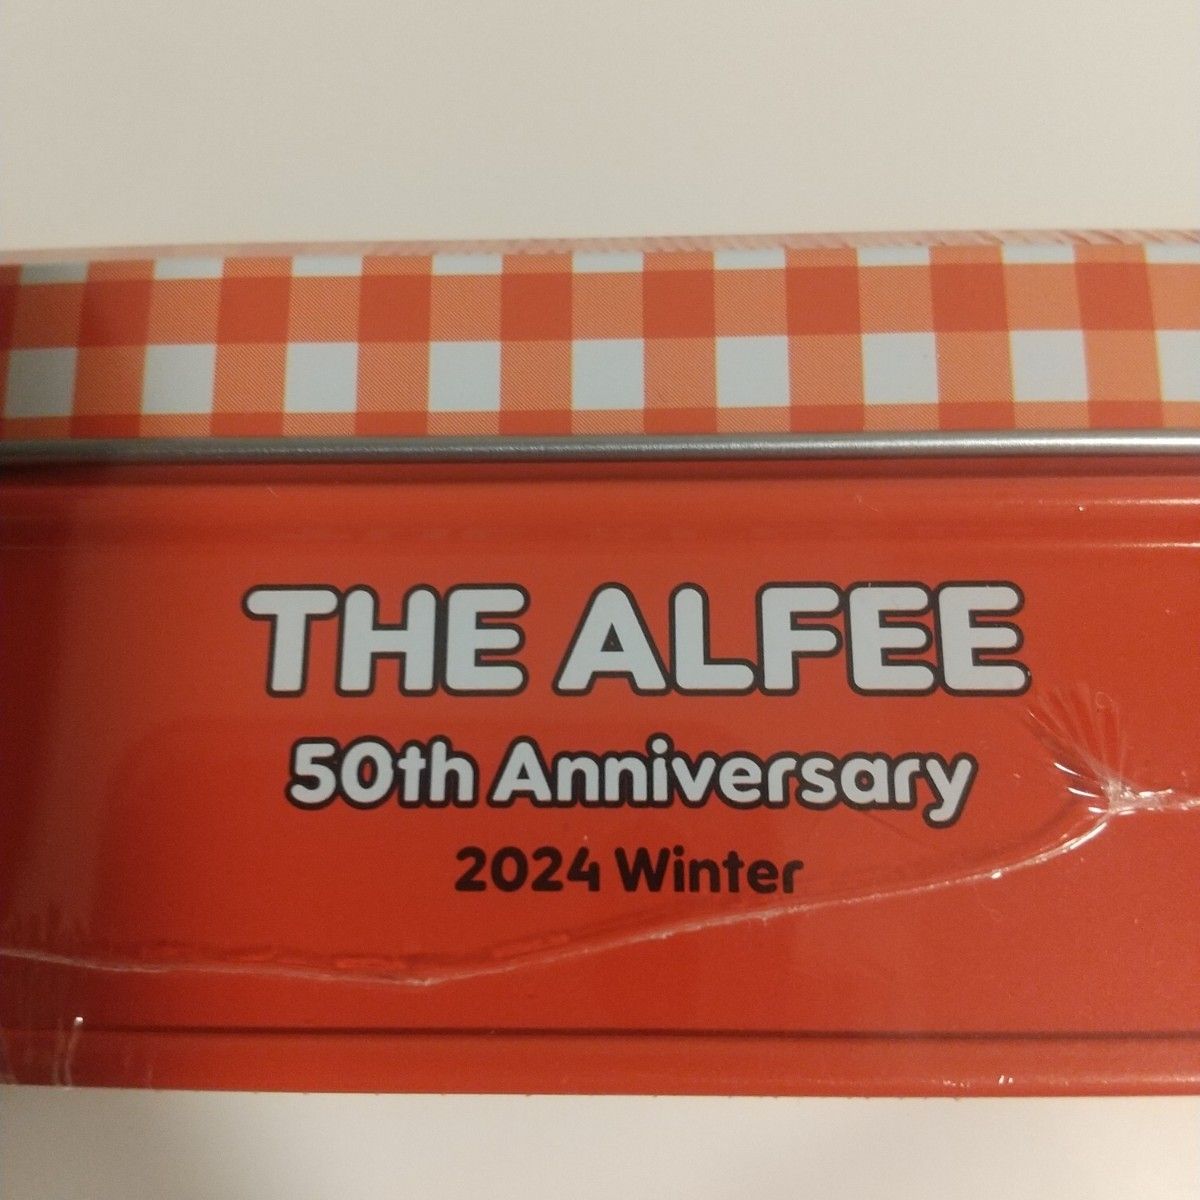 THE ALFEE
50th Anniversary
2024 Winter